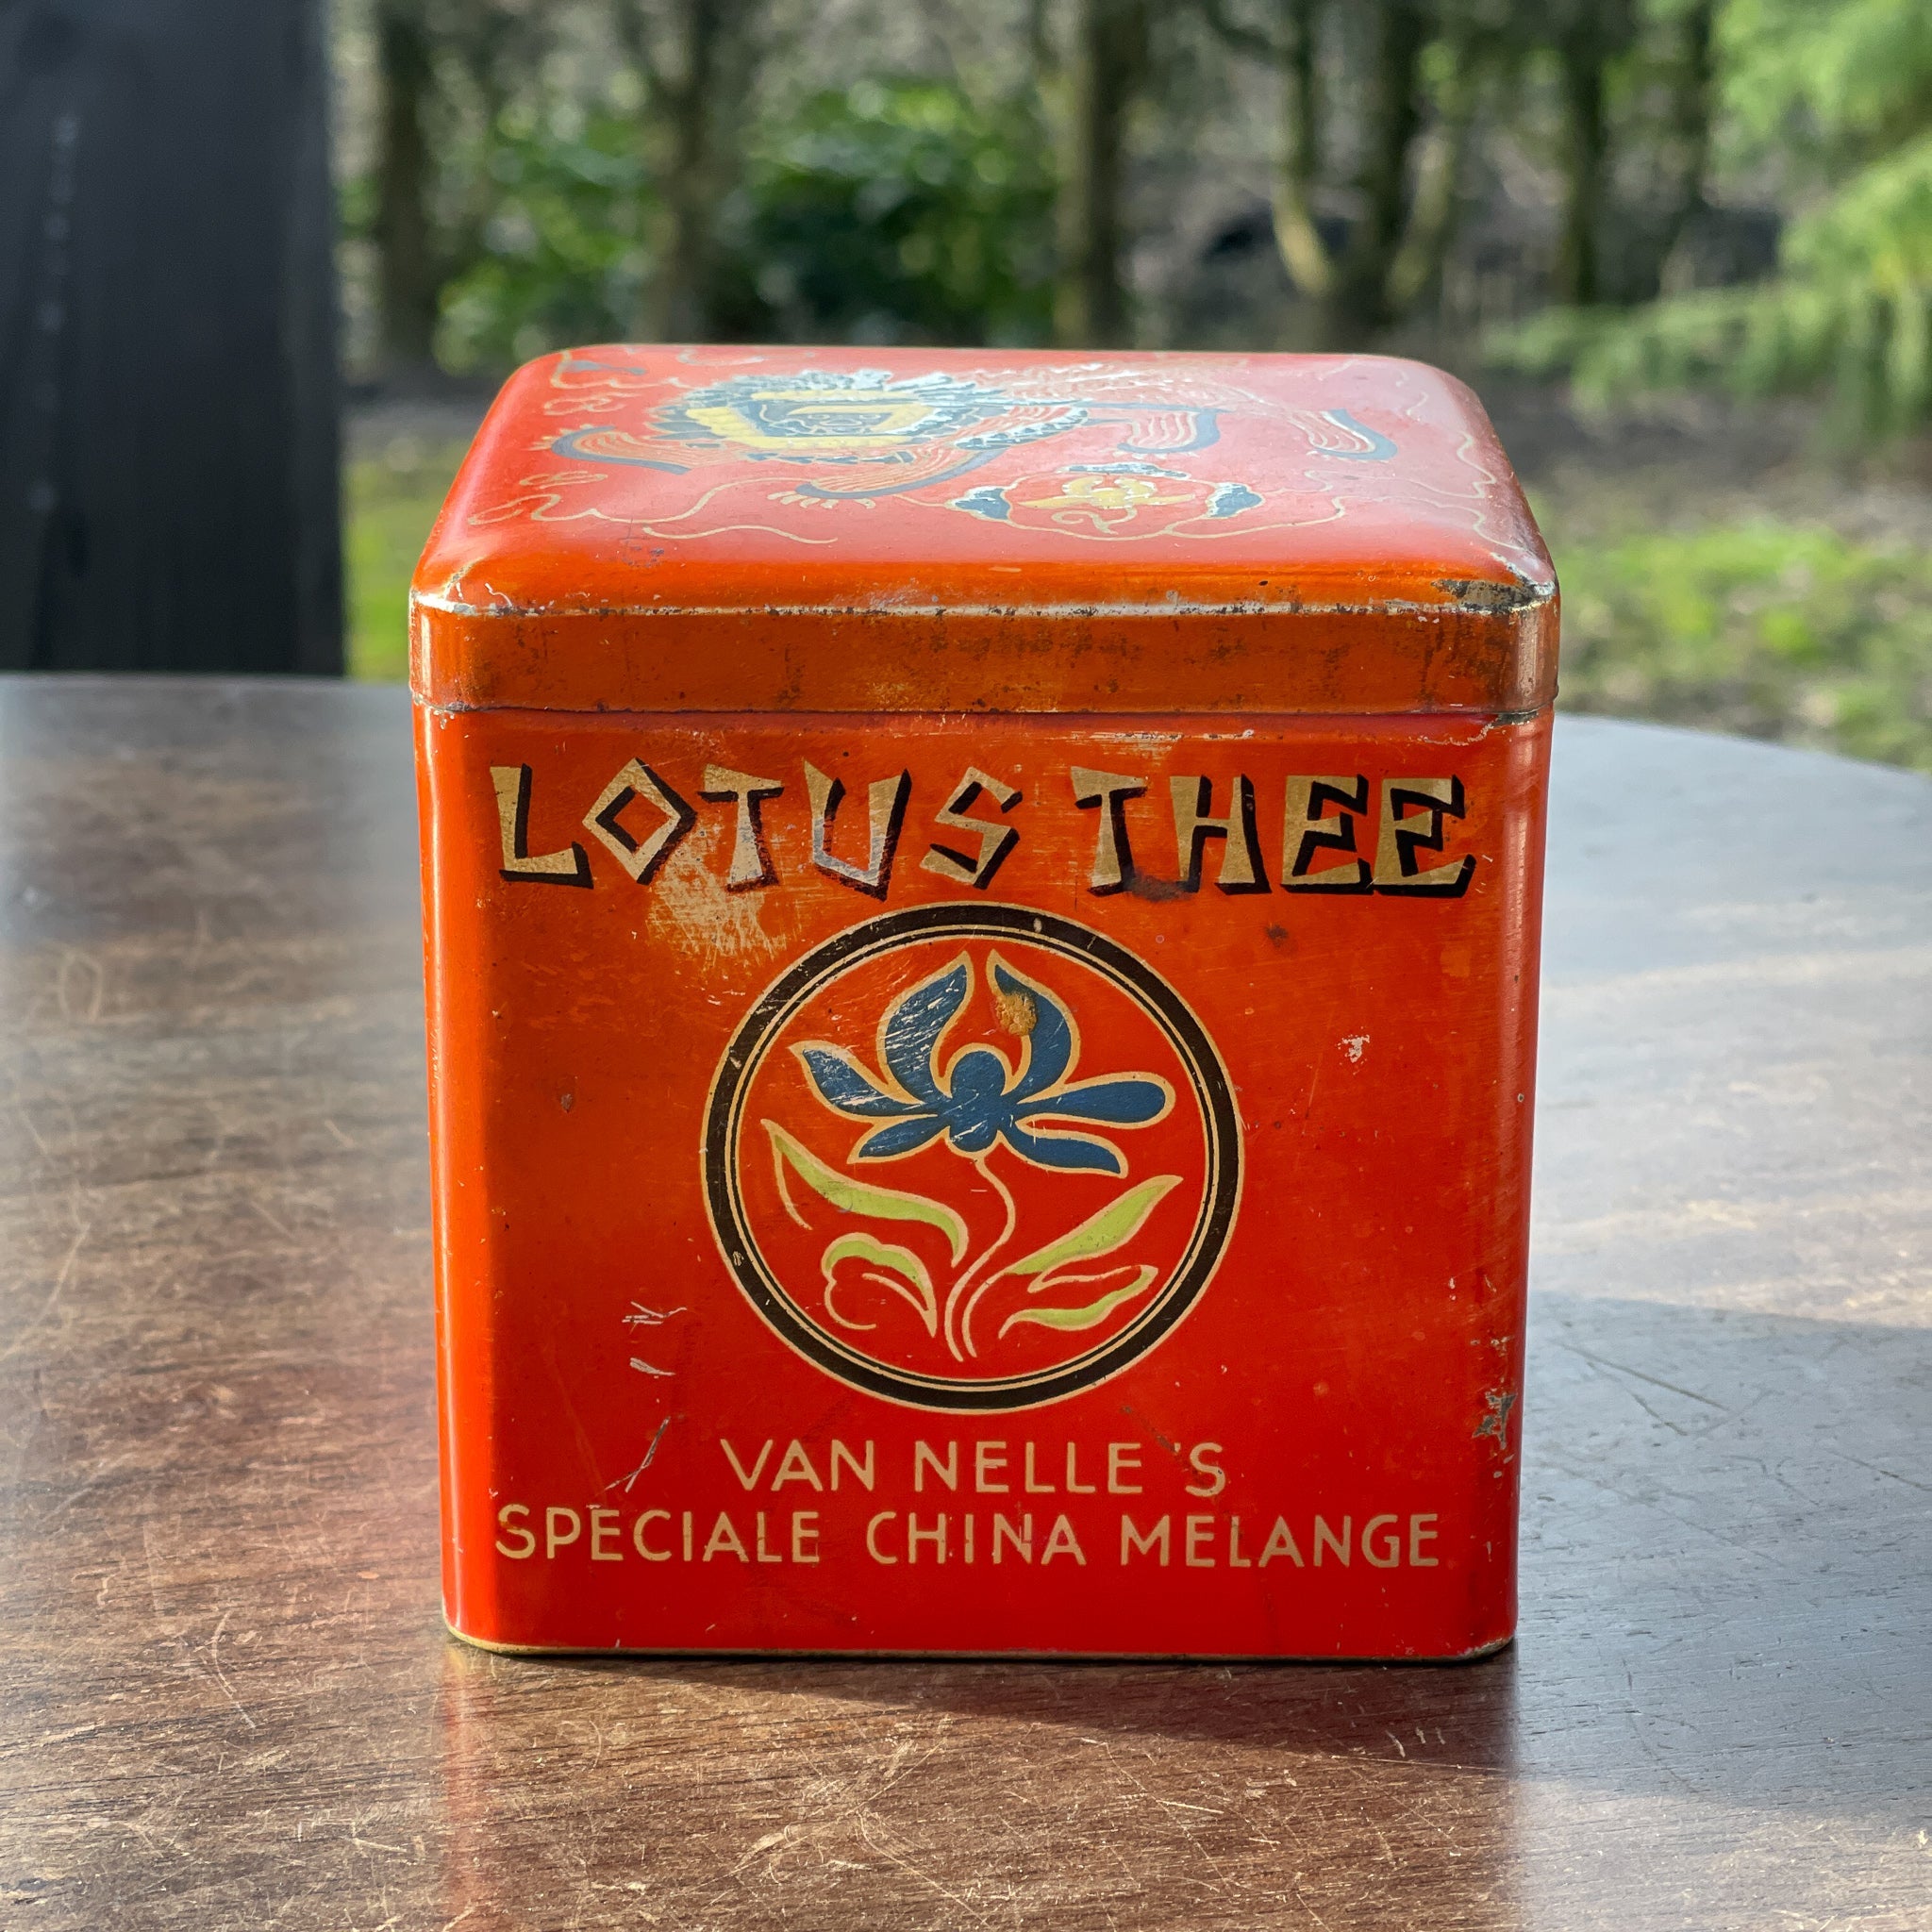 LOTUS THEE
VAN NELLE'S
SPECIALE CHINA MELANGE